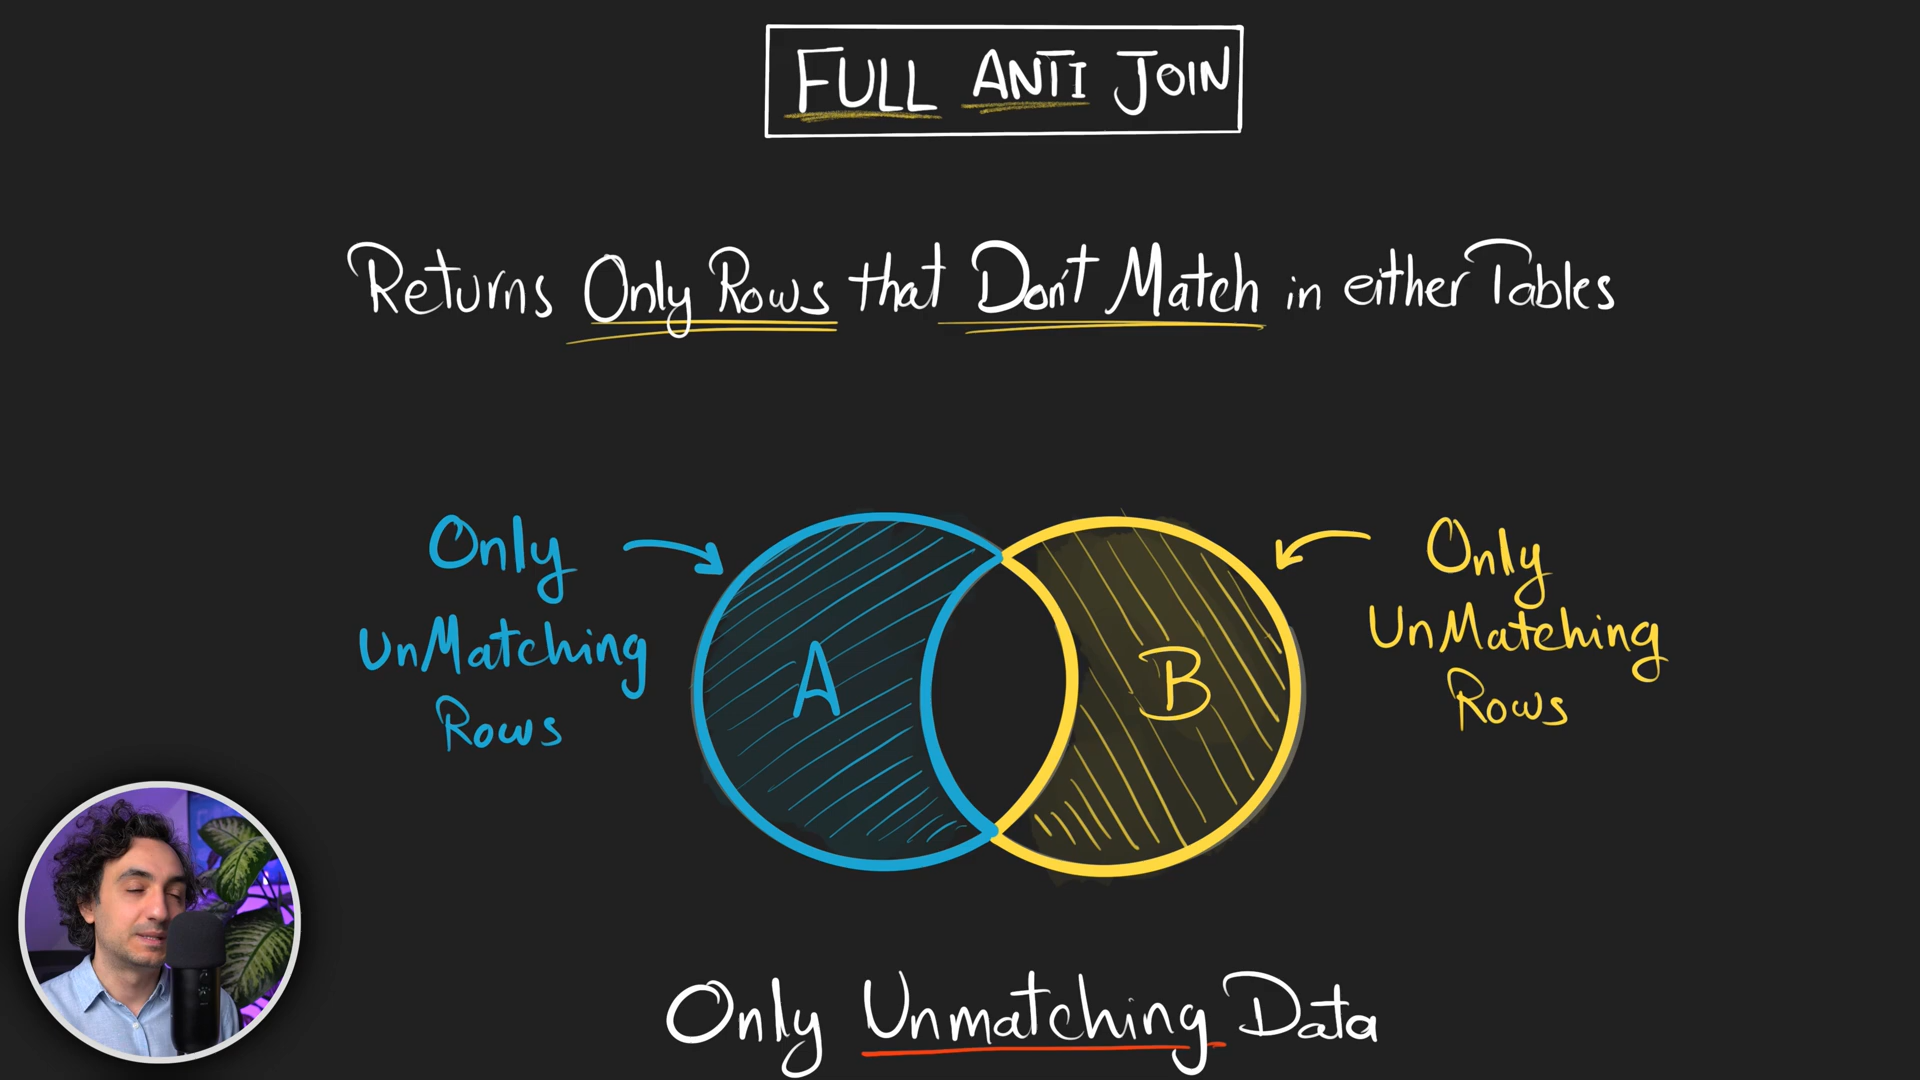 FULL ANTI JOIN
Returns Only Rows that Don't Match in either Tables
Only
UnMatching
Rows
A
B
Only
UnMatching
Rows
Only Unmatching Data